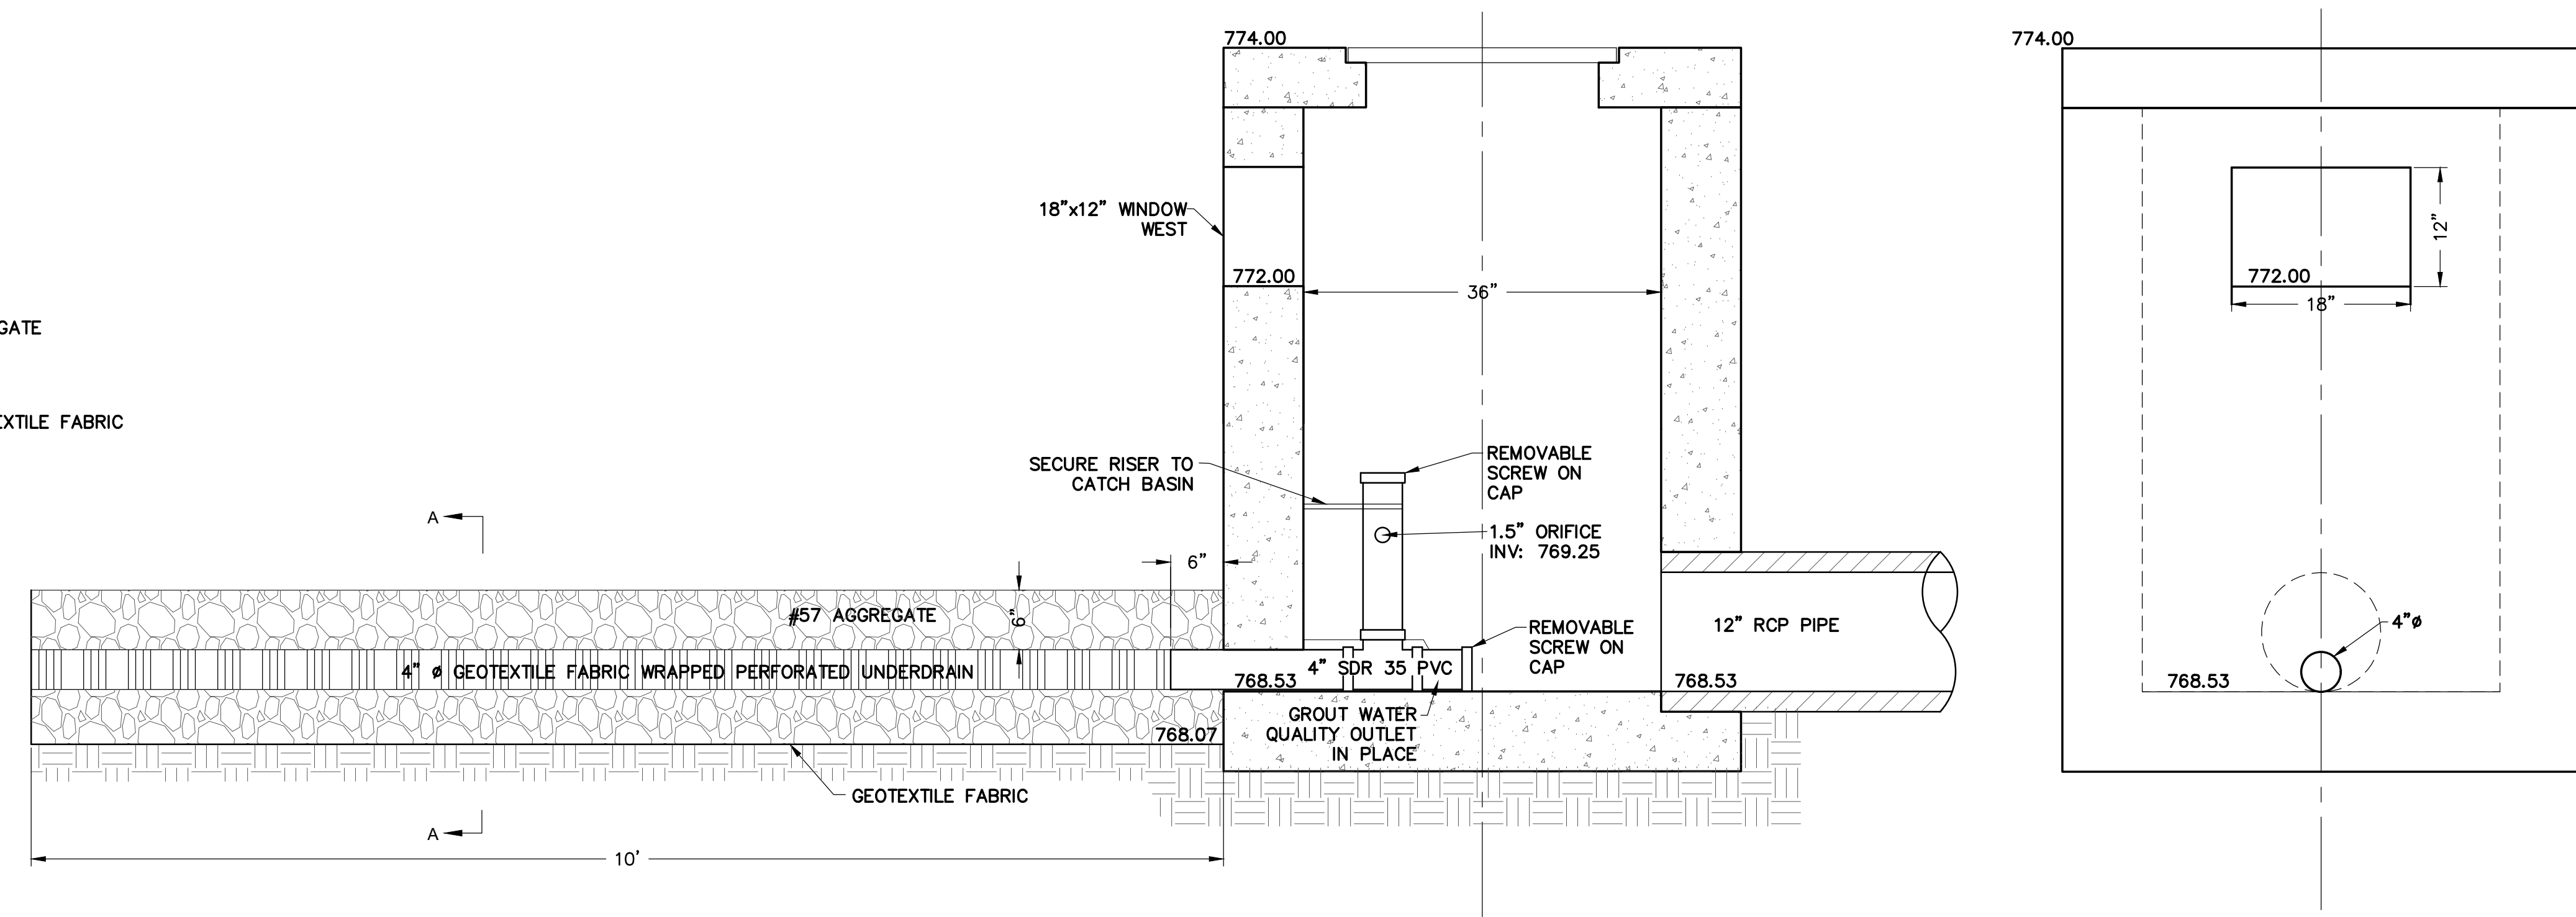 774.00
774.00
18"x12" WINDOW
WEST
12"
772.00
772.00
36"
18"
GATE
EXTILE FABRIC
SECURE RISER TO
CATCH BASIN
REMOVABLE
SCREW ON
CAP
A
1.5" ORIFICE
INV: 769.25
6"
#57 AGGREGATE
6"
REMOVABLE
SCREW ON
CAP
12" RCP PIPE
4"ø
4" ø GEOTEXTILE FABRIC WRAPPED PERFORATED UNDERDRAIN
4" SDR 35 PVC
768.53
768.53
768.53
768.07
GROUT WATER
QUALITY OUTLET
IN PLACE
GEOTEXTILE FABRIC
A
10'